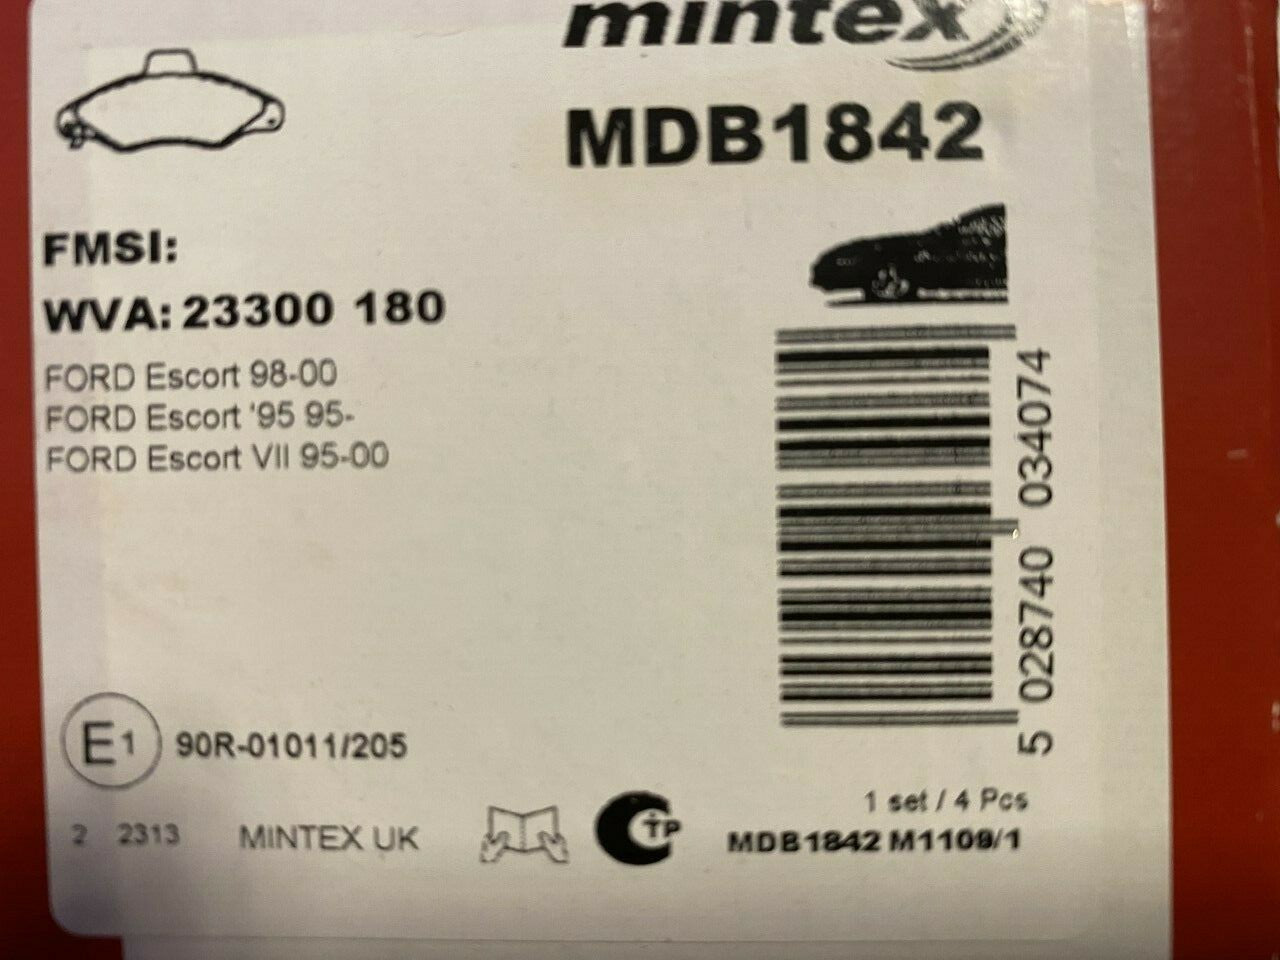 mintex
MDB1842
FMSI:
WVA: 23300 180
FORD Escort 98-00
FORD Escort '95 95-
FORD Escort VII 95-00
5 028740 034074
E1 90R-01011/205
1 set / 4 Pcs
2 2313 MINTEX UK
TP
MDB1842 M1109/1